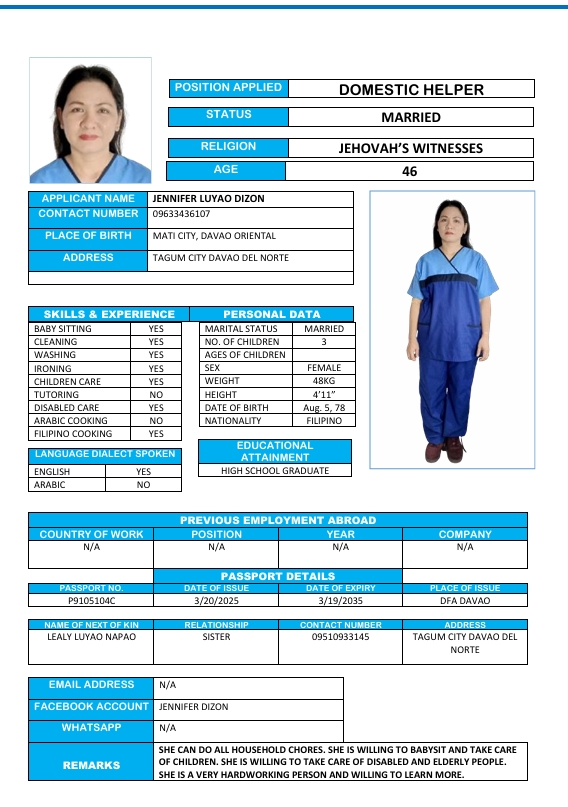 POSITION APPLIED DOMESTIC HELPER
STATUS MARRIED
RELIGION JEHOVAH'S WITNESSES
AGE 46
APPLICANT NAME JENNIFER LUYAO DIZON
CONTACT NUMBER 09633436107
PLACE OF BIRTH MATI CITY, DAVAO ORIENTAL
ADDRESS TAGUM CITY DAVAO DEL NORTE
SKILLS & EXPERIENCE PERSONAL DATA
BABY SITTING YES MARITAL STATUS MARRIED
CLEANING YES NO. OF CHILDREN 3
WASHING YES AGES OF CHILDREN
IRONING YES SEX FEMALE
CHILDREN CARE YES WEIGHT 48KG
TUTORING NO HEIGHT 4'11"
DISABLED CARE YES DATE OF BIRTH Aug. 5, 78
ARABIC COOKING NO NATIONALITY FILIPINO
FILIPINO COOKING YES
LANGUAGE DIALECT SPOKEN
ENGLISH YES
ARABIC NO
EDUCATIONAL
ATTAINMENT
HIGH SCHOOL GRADUATE
PREVIOUS EMPLOYMENT ABROAD
COUNTRY OF WORK POSITION YEAR COMPANY
N/A N/A N/A N/A
PASSPORT DETAILS
PASSPORT NO. DATE OF ISSUE DATE OF EXPIRY PLACE OF ISSUE
P9105104C 3/20/2025 3/19/2035 DFA DAVAO
NAME OF NEXT OF KIN RELATIONSHIP CONTACT NUMBER ADDRESS
LEALY LUYAO NAPAO SISTER 09510933145 TAGUM CITY DAVAO DEL
NORTE
EMAIL ADDRESS N/A
FACEBOOK ACCOUNT JENNIFER DIZON
WHATSAPP N/A
REMARKS
SHE CAN DO ALL HOUSEHOLD CHORES. SHE IS WILLING TO BABYSIT AND TAKE CARE
OF CHILDREN. SHE IS WILLING TO TAKE CARE OF DISABLED AND ELDERLY PEOPLE.
SHE IS A VERY HARDWORKING PERSON AND WILLING TO LEARN MORE.